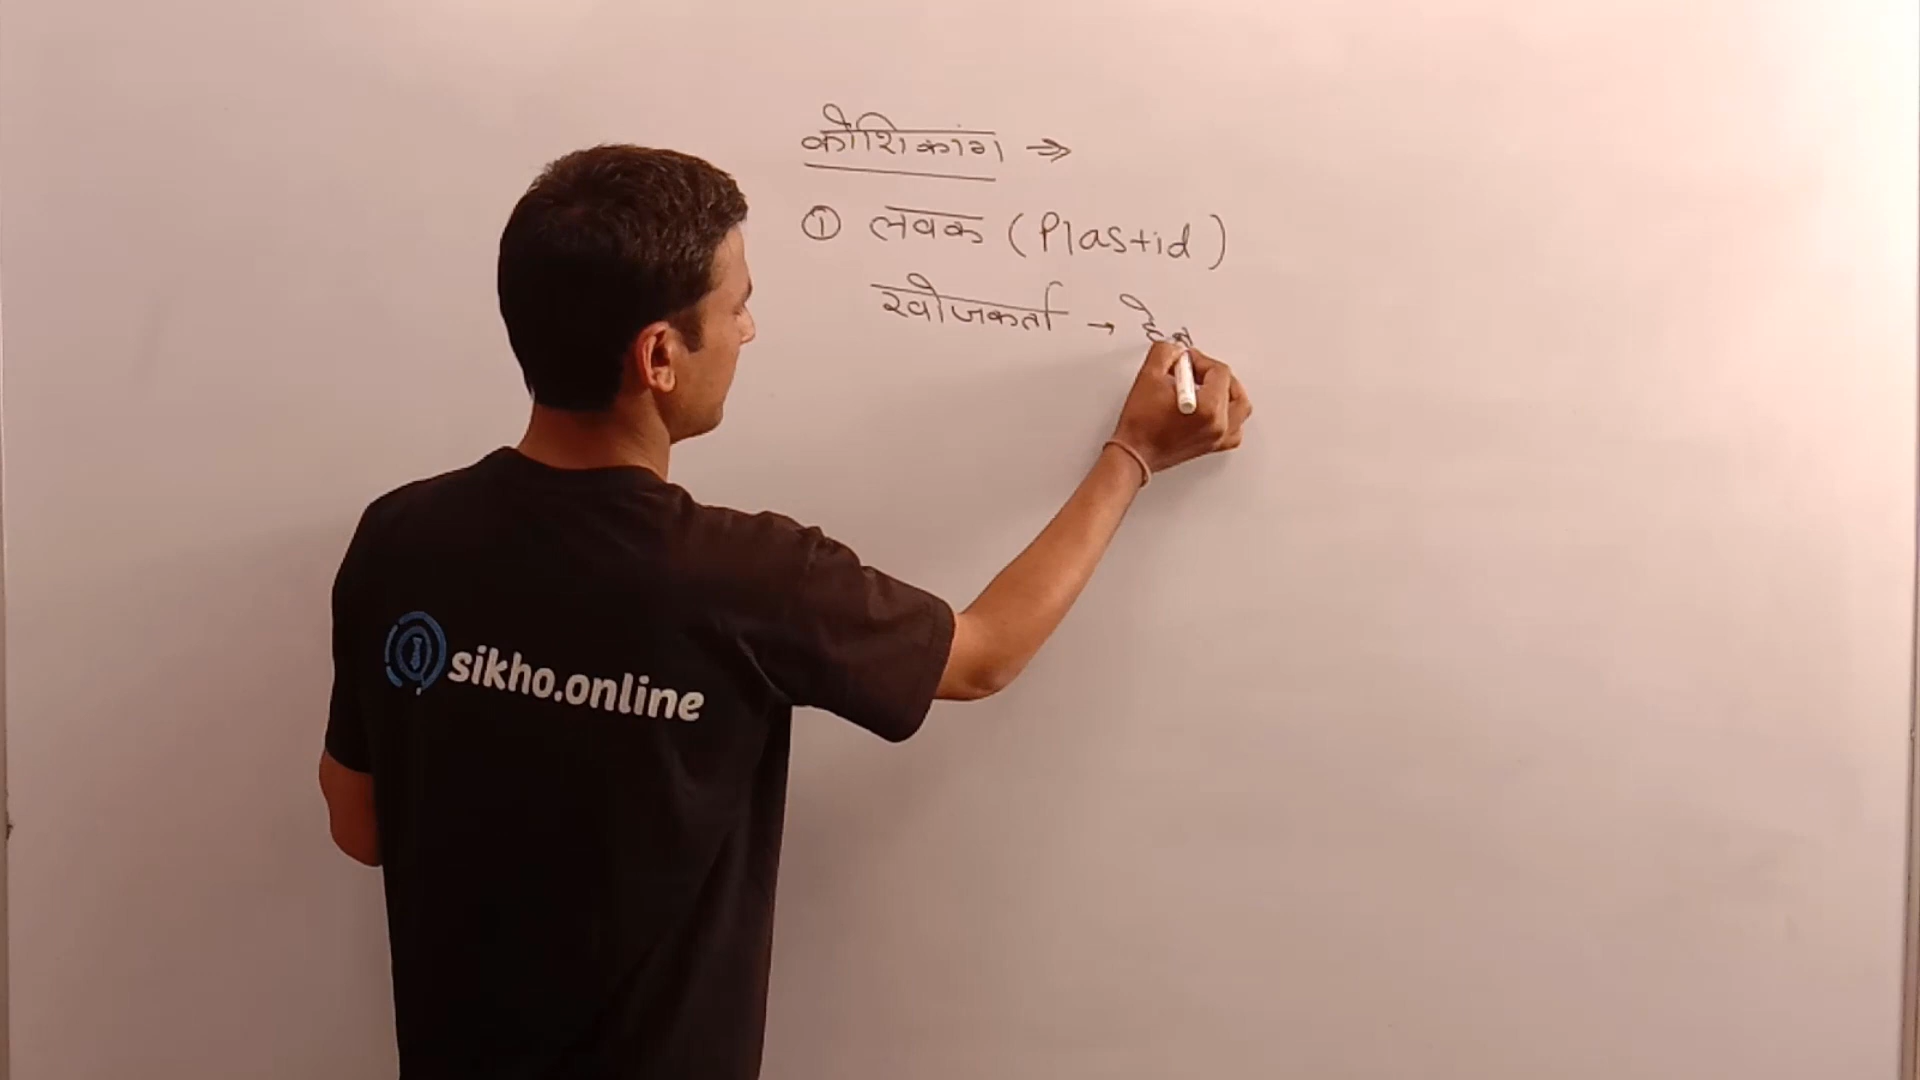 कोशिकांग ⇒
① लवक (Plastid)
खोजकर्ता →
sikho.online